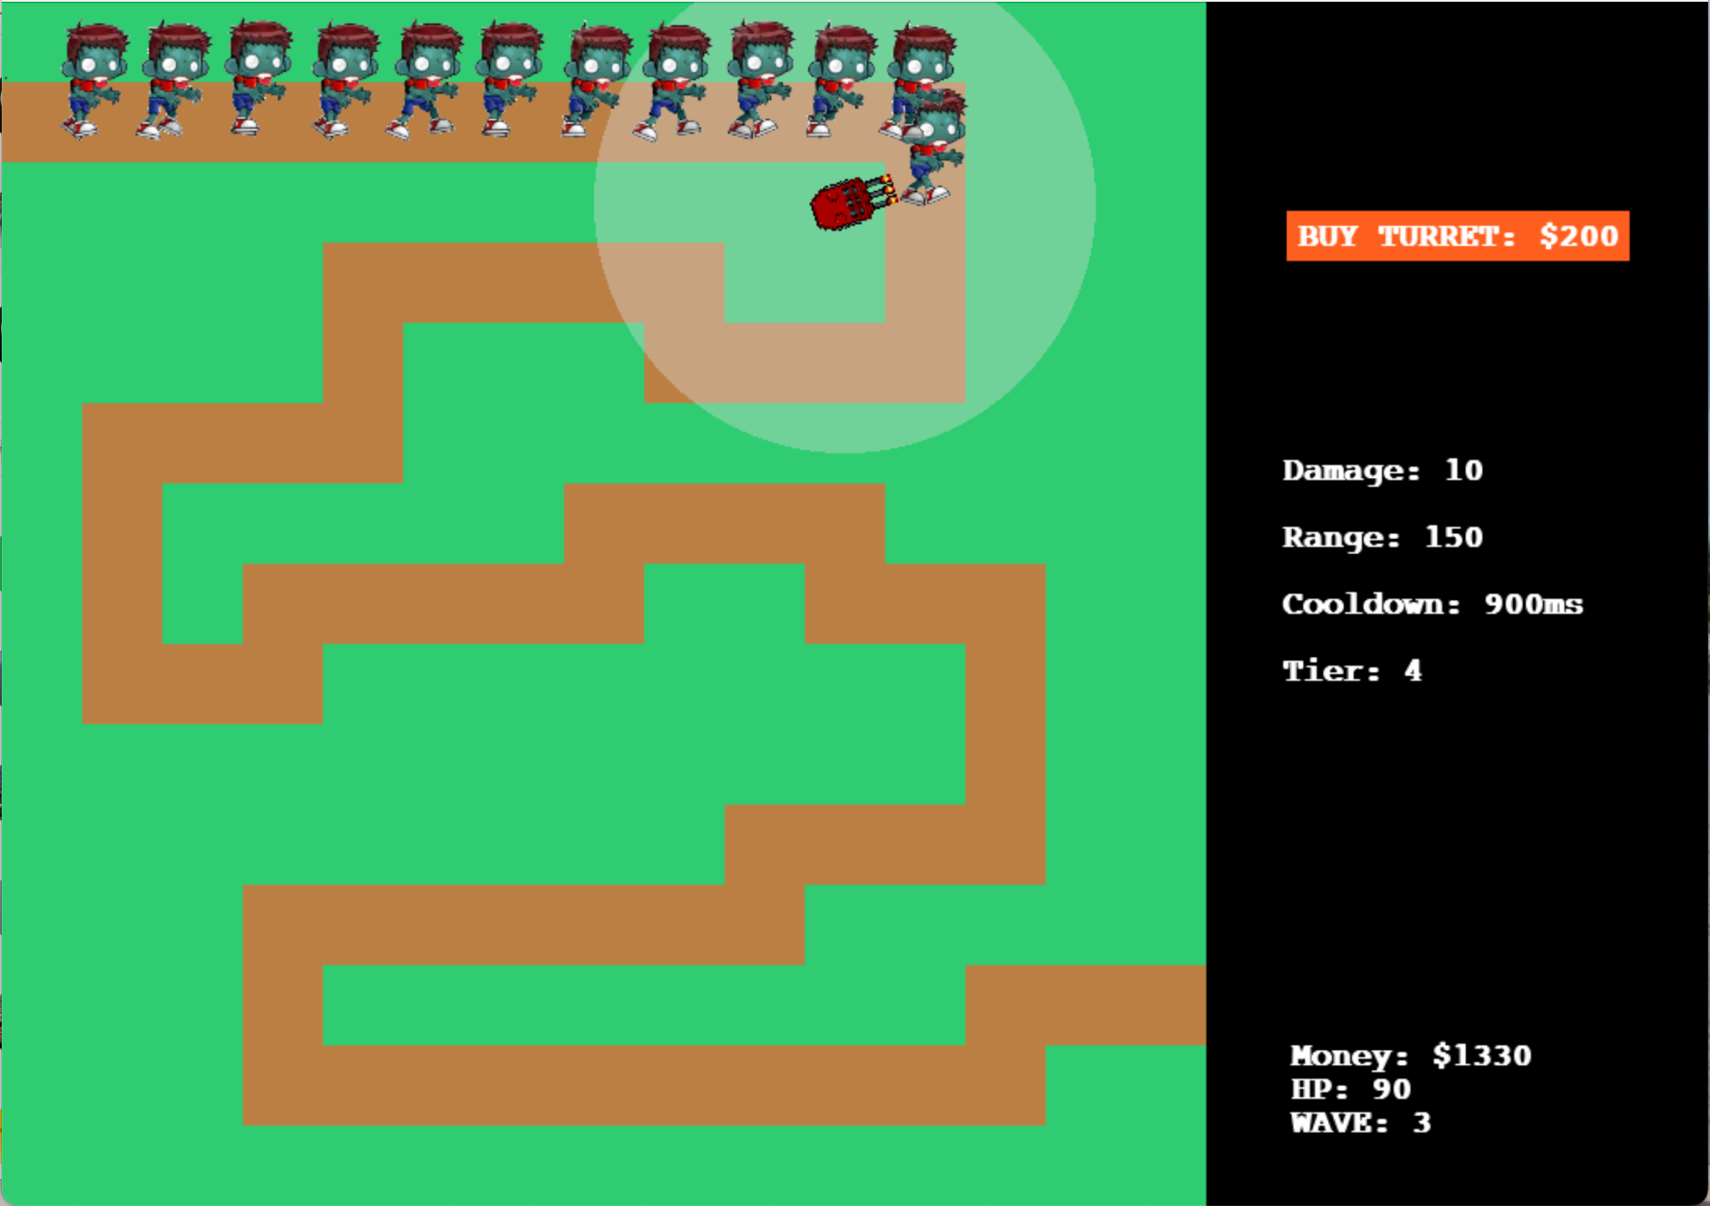 BUY TURRET: $200
Damage: 10
Range: 150
Cooldown: 900ms
Tier: 4
Money: $1330
HP: 90
WAVE: 3